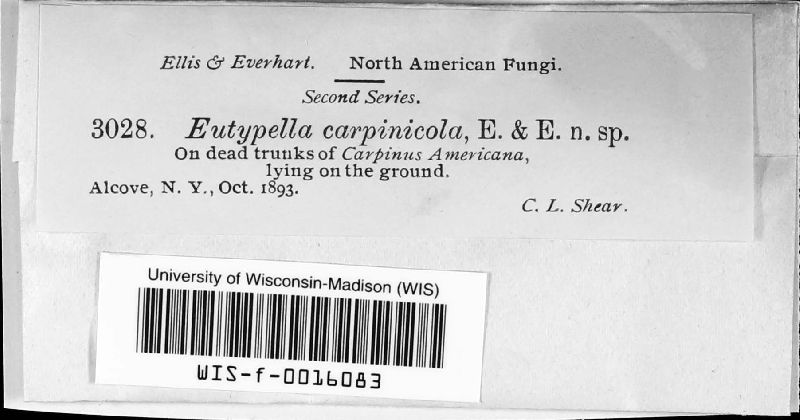 Ellis & Everhart. North American Fungi.
Second Series.
3028. Eutypella carpinicola, E. & E. n. sp.
On dead trunks of Carpinus Americana,
lying on the ground.
Alcove, N. Y., Oct. 1893.
C. L. Shear.
University of Wisconsin-Madison (WIS)
WIS-f-0016083